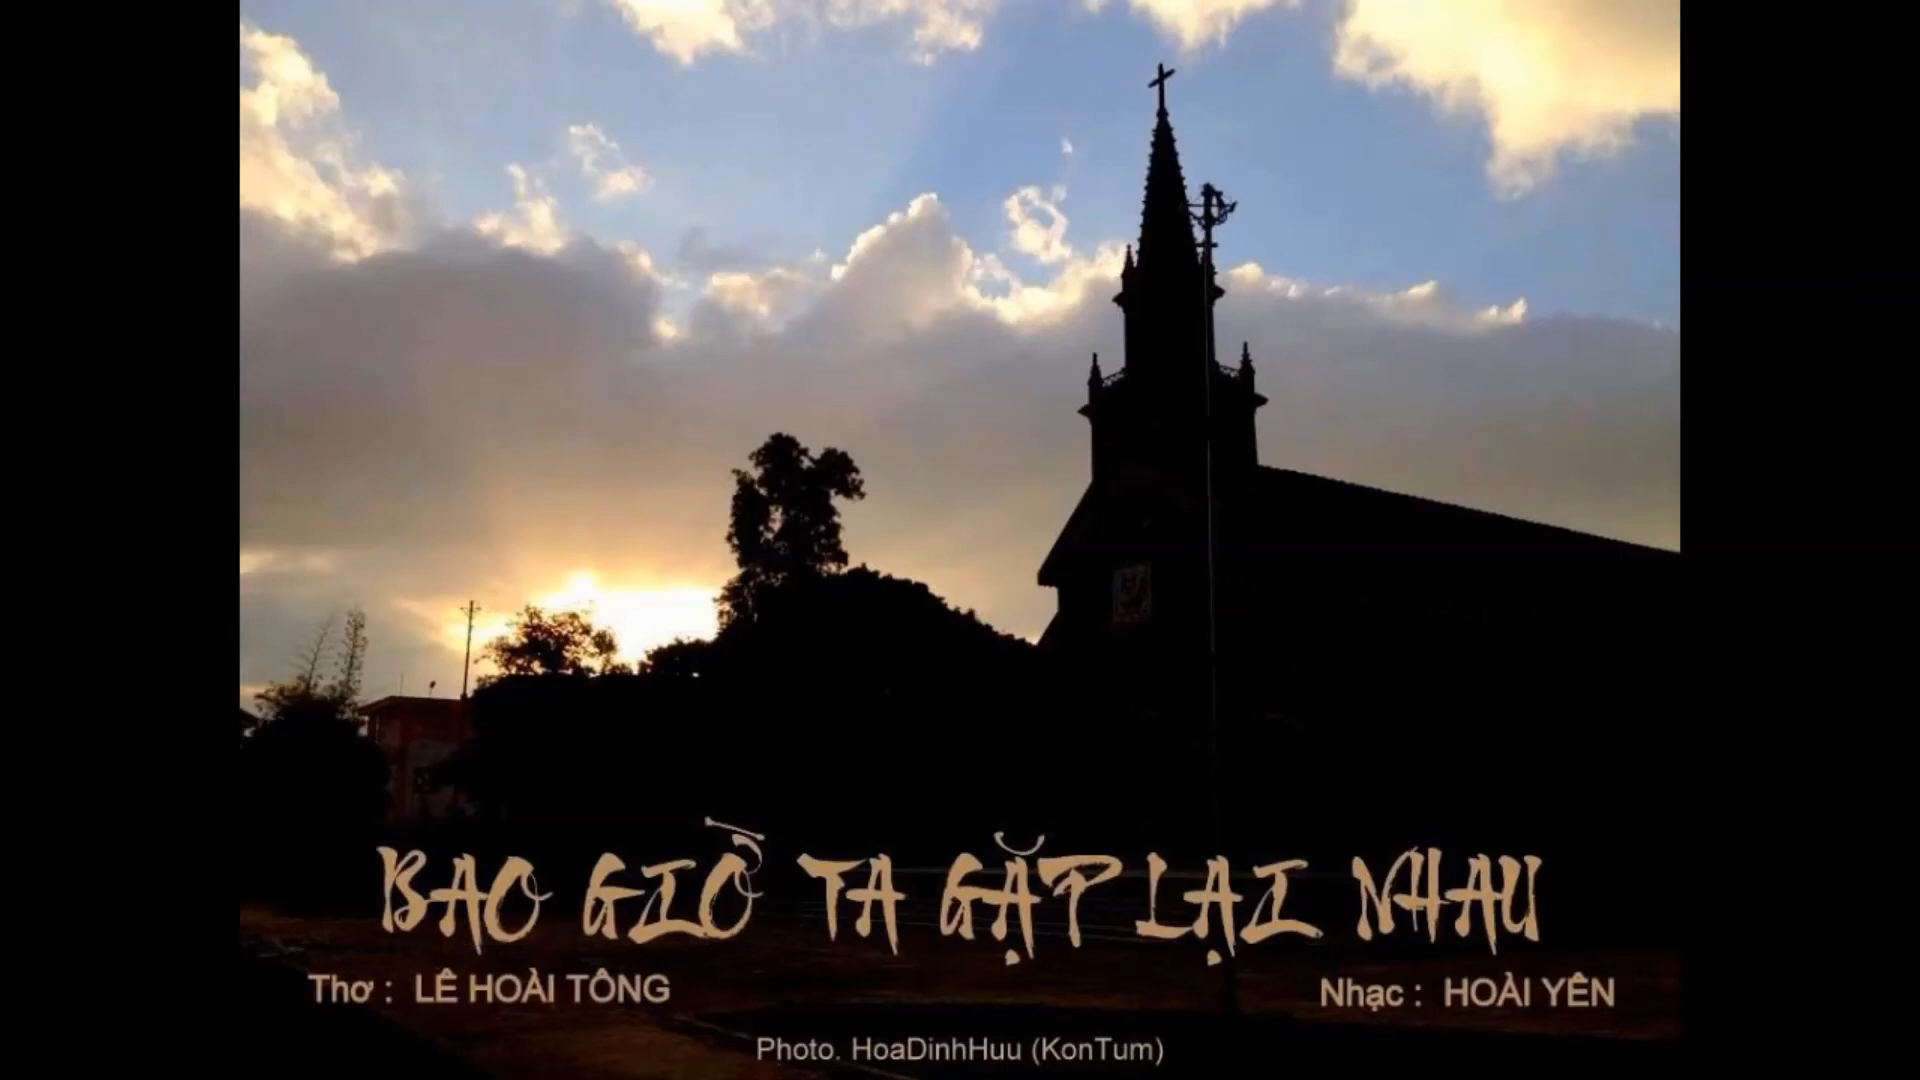 BAO GIỜ TA GẶP LẠI NHAU
Thơ : LÊ HOÀI TÔNG
Nhạc : HOÀI YÊN
Photo. HoaDinhHuu (KonTum)